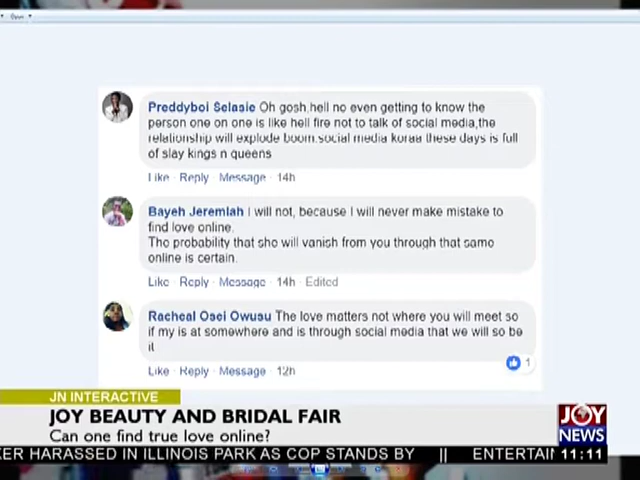 Preddyboi Selasie Oh gosh,hell no even getting to know the
person one on one is like hell fire not to talk of social media,the
relationship will explode boom.social media koraa these days is full
of slay kings n queens
Like · Reply · Message · 14h
Bayeh Jeremiah I will not, because I will never make mistake to
find love online.
The probability that she will vanish from you through that same
online is certain.
Like · Reply · Message · 14h · Edited
Racheal Osei Owusu The love matters not where you will meet so
if my is at somewhere and is through social media that we will so be
it
1
Like · Reply · Message · 12h
JN INTERACTIVE
JOY BEAUTY AND BRIDAL FAIR
Can one find true love online?
JOY
NEWS
ER HARASSED IN ILLINOIS PARK AS COP STANDS BY || ENTERTAI
11:11